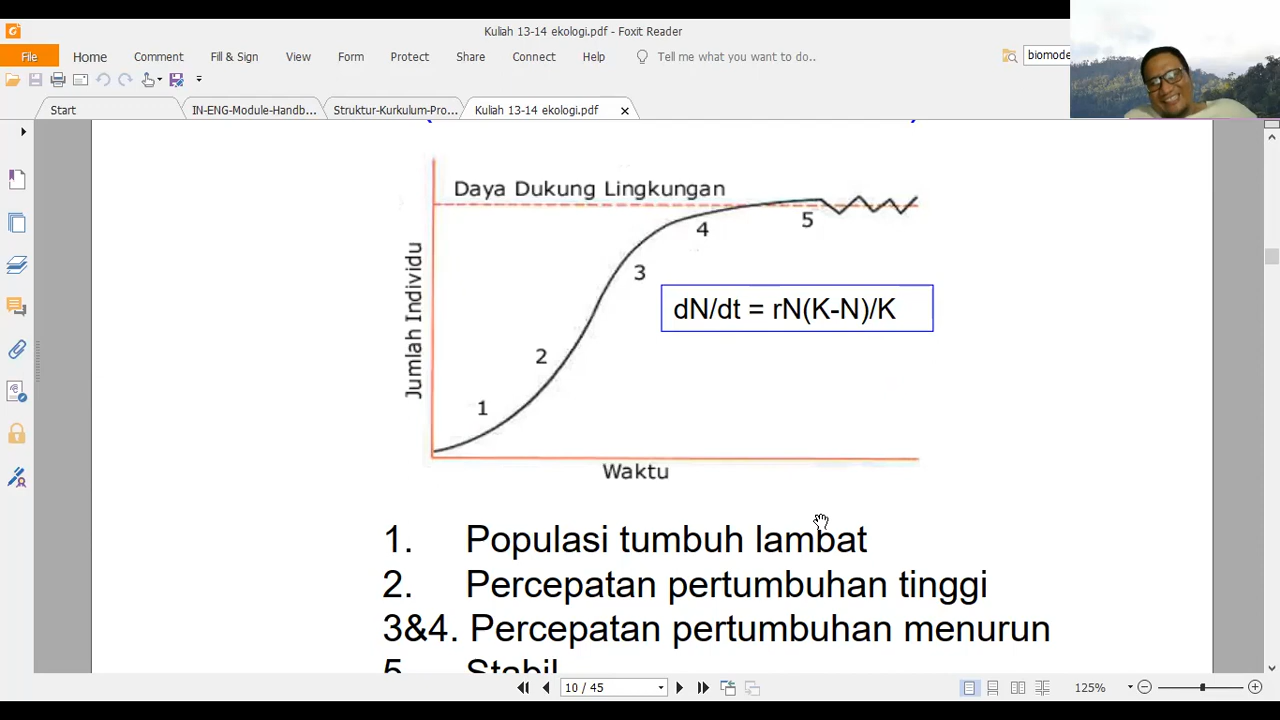 Kuliah 13-14 ekologi.pdf - Foxit Reader
File Home Comment Fill & Sign View Form Protect Share Connect Help Tell me what you want to do.. biomode
Start IN-ENG-Module-Handb... Struktur-Kurkulum-Pro... Kuliah 13-14 ekologi.pdf
Daya Dukung Lingkungan
5
4
3
dN/dt = rN(K-N)/K
Jumlah Individu
2
1
Waktu
1. Populasi tumbuh lambat
2. Percepatan pertumbuhan tinggi
3&4. Percepatan pertumbuhan menurun
5. Stabil
10 / 45
125%